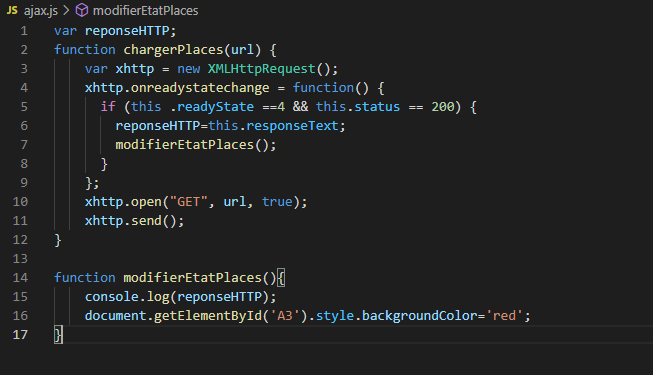 JS ajax.js > modifierEtatPlaces
1 var reponseHTTP;
2 function chargerPlaces(url) {
3     var xhttp = new XMLHttpRequest();
4     xhttp.onreadystatechange = function() {
5       if (this .readyState ==4 && this.status == 200) {
6         reponseHTTP=this.responseText;
7         modifierEtatPlaces();
8       }
9     };
10     xhttp.open("GET", url, true);
11     xhttp.send();
12 }
13
14 function modifierEtatPlaces(){
15     console.log(reponseHTTP);
16     document.getElementById('A3').style.backgroundColor='red';
17 }